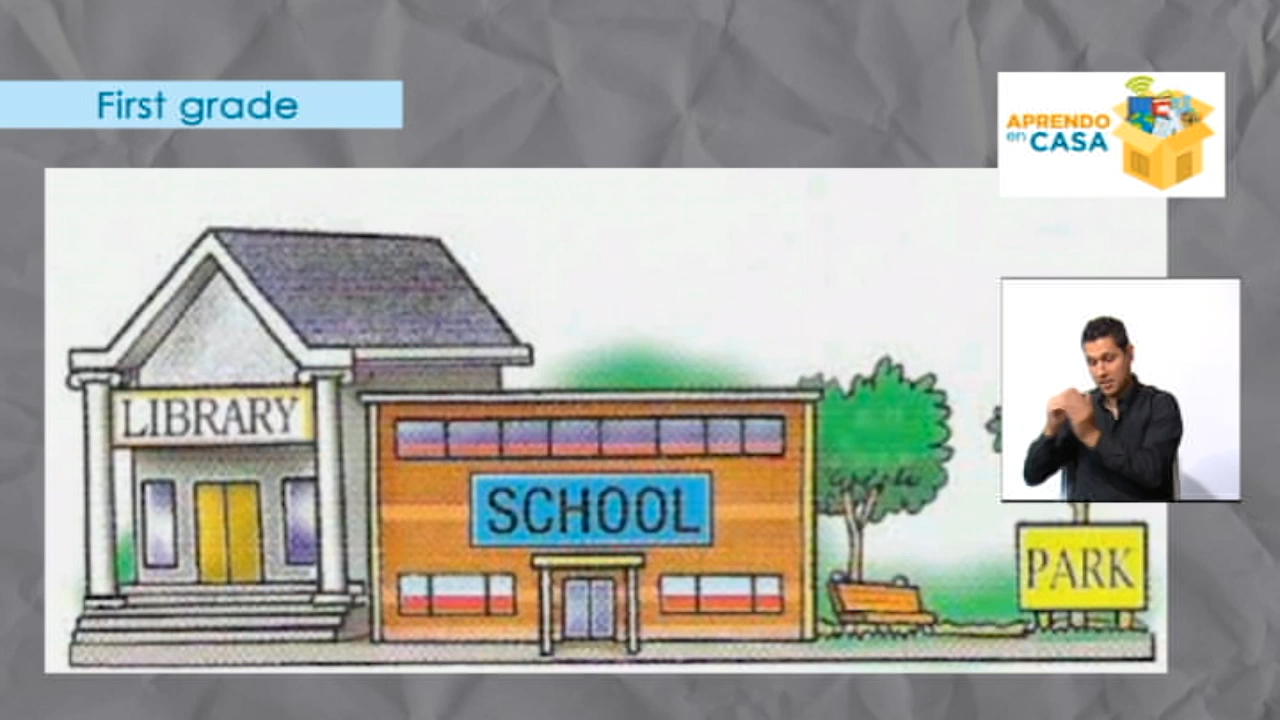 First grade
APRENDO
en CASA
LIBRARY
SCHOOL
PARK